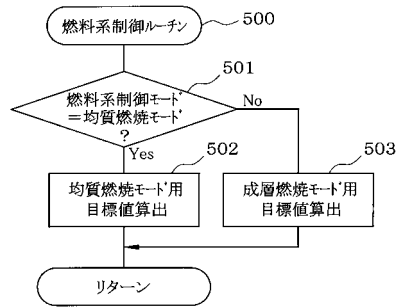 燃料系制御ルーチン
500
501
燃料系制御モード
=均質燃焼モード
?
No
Yes
502
503
均質燃焼モード用
目標値算出
成層燃焼モード用
目標値算出
リターン